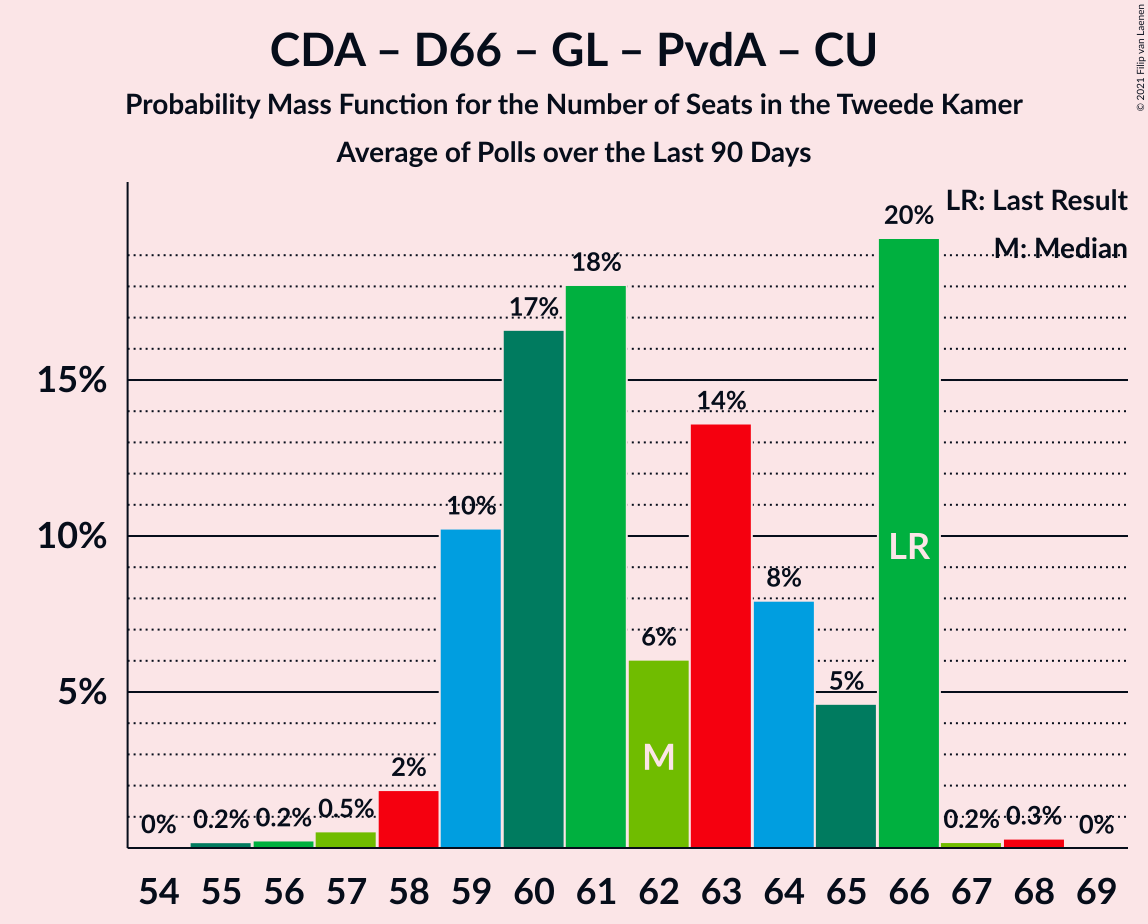 CDA – D66 – GL – PvdA – CU
Probability Mass Function for the Number of Seats in the Tweede Kamer
Average of Polls over the Last 90 Days
© 2021 Filip van Laenen
LR: Last Result
M: Median
15%
10%
5%
0%
0.2%
0.2%
0.5%
2%
10%
17%
18%
6%
14%
8%
5%
20%
0.2%
0.3%
0%
M
LR
54 55 56 57 58 59 60 61 62 63 64 65 66 67 68 69